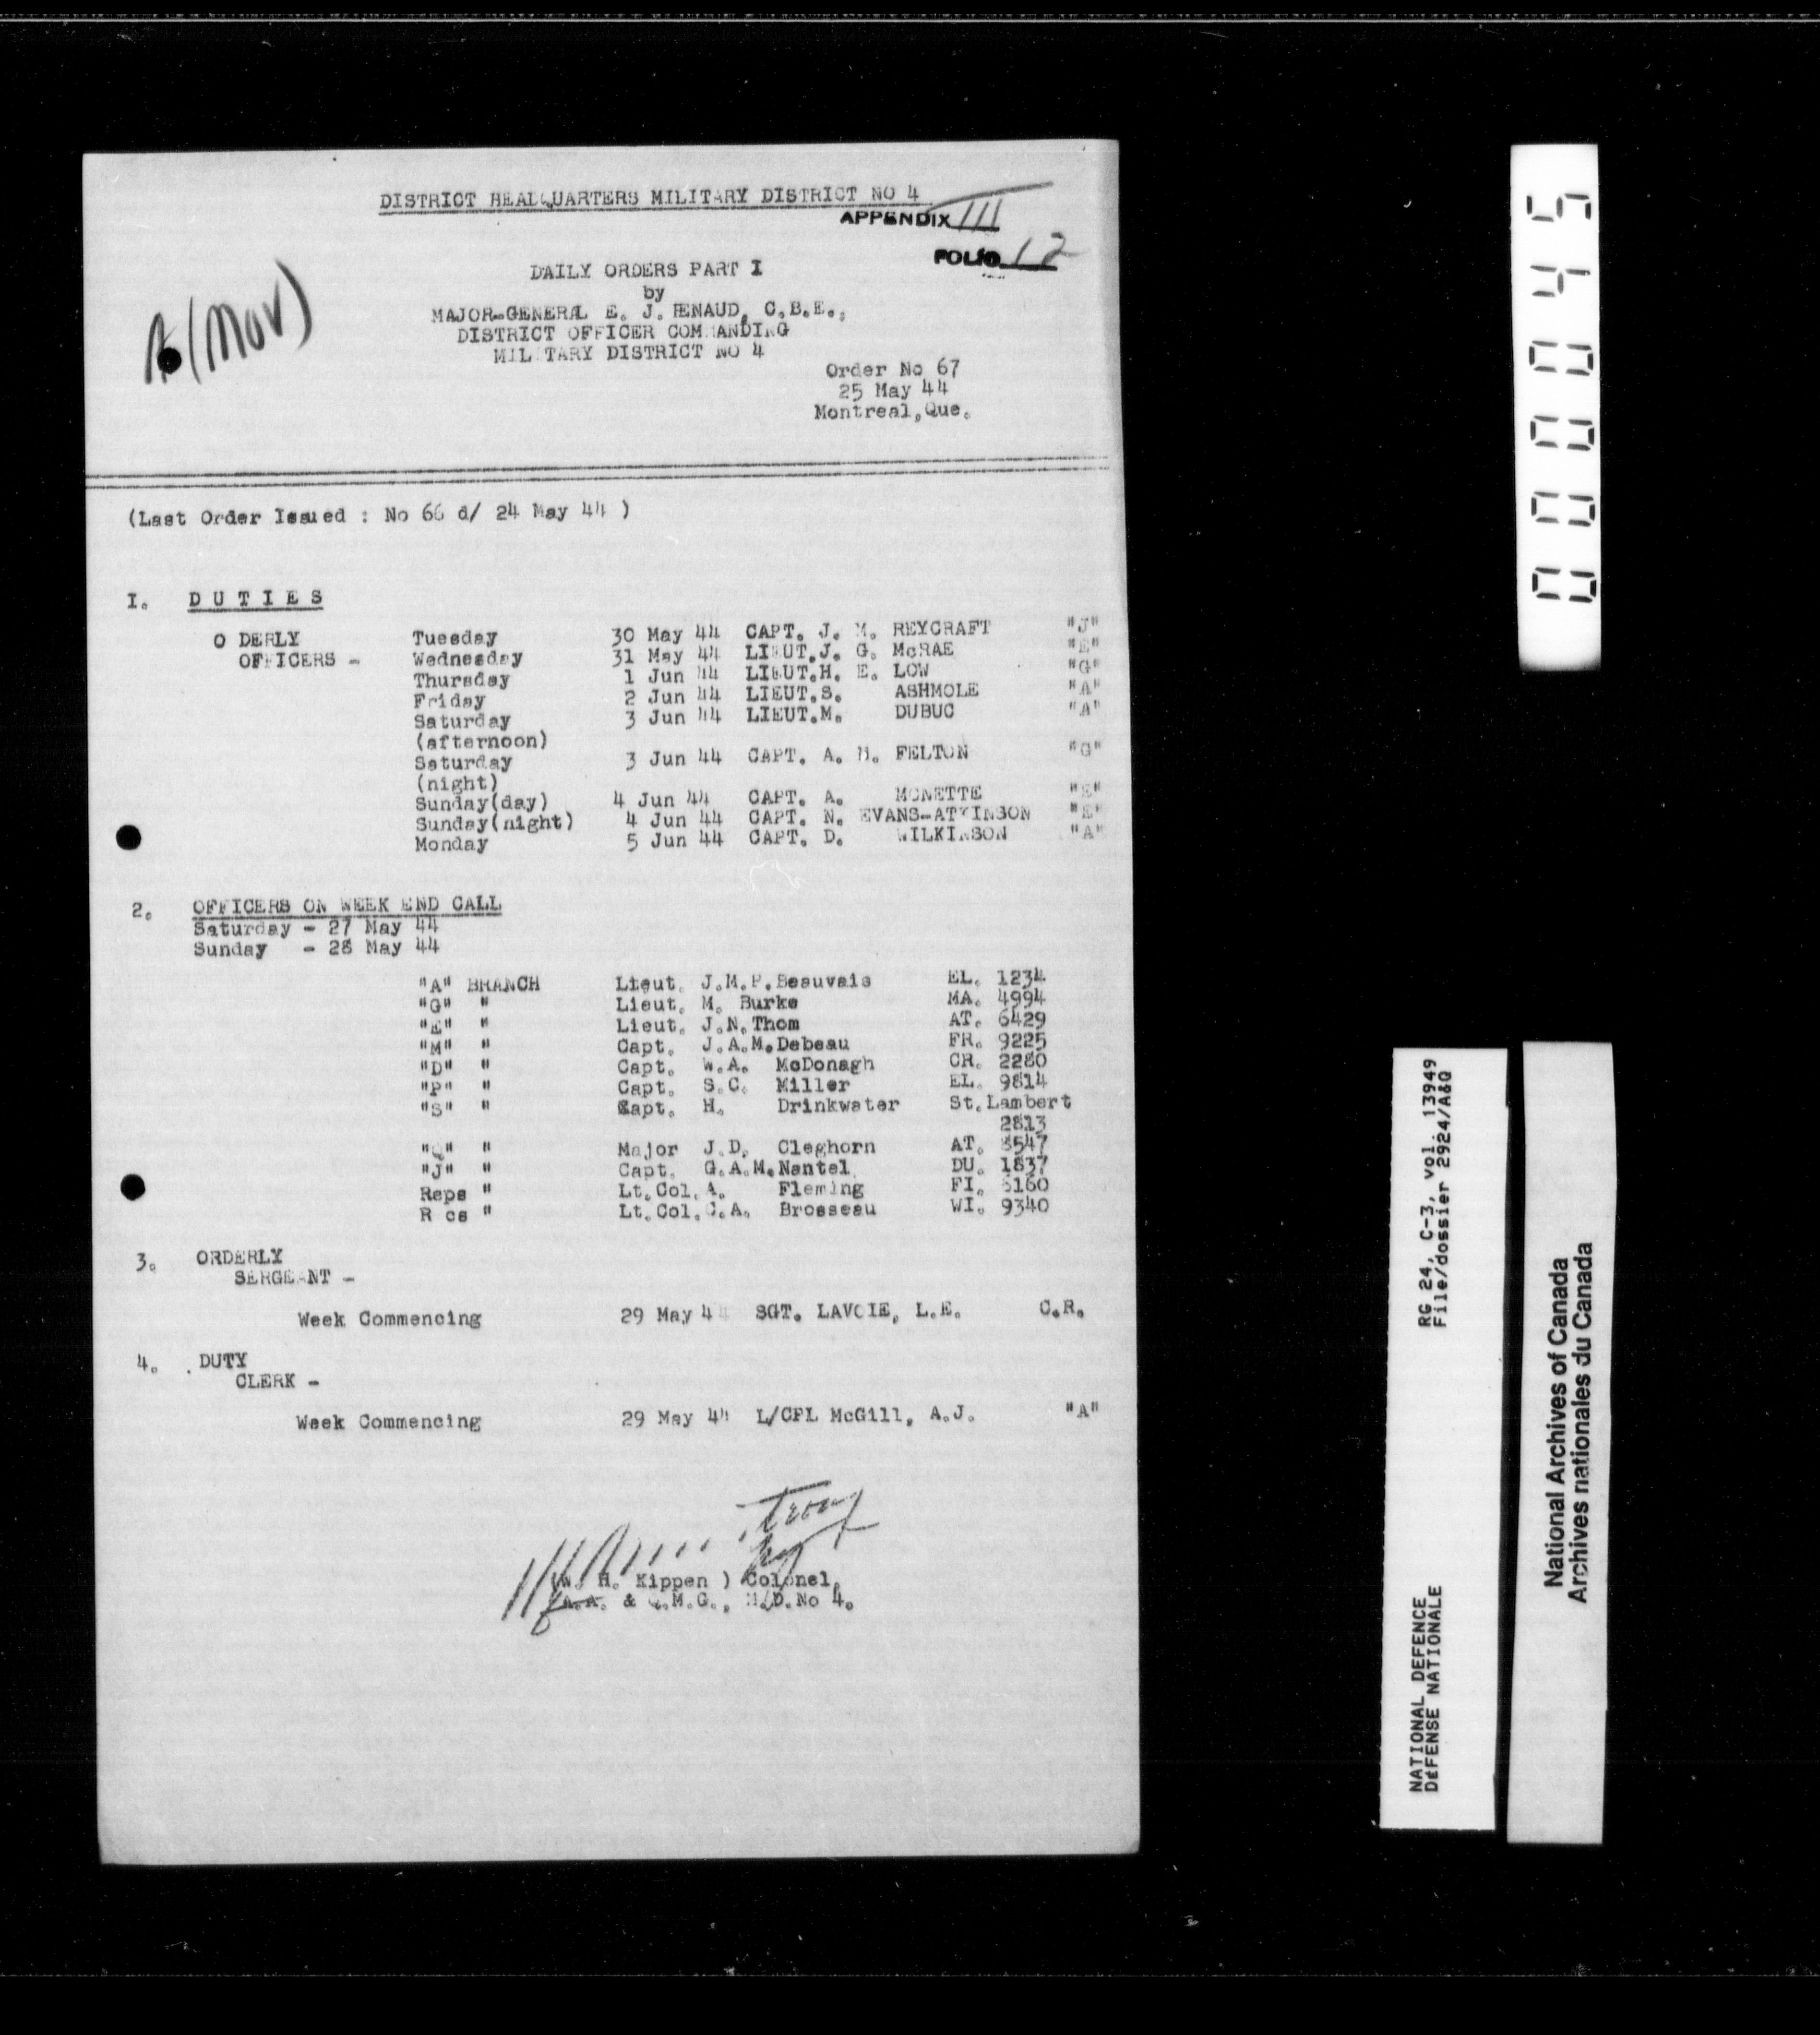 DISTRICT HEADQUARTERS MILITARY DISTRICT NO 4
APPENDIX III
FOLIO 12
DAILY ORDERS PART I
by
MAJOR-GENERAL E. J. RENAUD, C.B.E.,
DISTRICT OFFICER COMMANDING
MILITARY DISTRICT NO 4
Order No 67
25 May 44
Montreal, Que.
(Last Order Issued : No 66 d/ 24 May 44 )
I. DUTIES
O DERLY Tuesday 30 May 44 CAPT. J. M. REYCRAFT "J"
OFFICERS - Wednesday 31 May 44 LIEUT. J. G. McRAE "E"
Thursday 1 Jun 44 LIEUT. H. E. LOW "G"
Friday 2 Jun 44 LIEUT. S. ASHMOLE "A"
Saturday 3 Jun 44 LIEUT. M. DUBUC "A"
(afternoon)
Saturday 3 Jun 44 CAPT. A. FELTON "G"
(night)
Sunday(day) 4 Jun 44 CAPT. A. MONETTE "E"
Sunday(night) 4 Jun 44 CAPT. N. EVANS-ATKINSON "E"
Monday 5 Jun 44 CAPT. D. WILKINSON "A"
2. OFFICERS ON WEEK END CALL
Saturday - 27 May 44
Sunday - 28 May 44
"A" BRANCH Lieut. J.M.P. Beauvais EL. 1234
"G" " Lieut. M. Burke MA. 4994
"E" " Lieut. J.N. Thom AT. 6429
"M" " Capt. J.A.M. Debeau FR. 9225
"D" " Capt. W.A. McDonagh CR. 2280
"P" " Capt. S.C. Miller EL. 9814
"S" " Capt. H. Drinkwater St. Lambert
2813
"Q" " Major J.D. Cleghorn AT. 8547
"J" " Capt. G.A.M. Nantel DU. 1837
Reps " Lt. Col. A. Fleming FI. 6160
R cs " Lt. Col. C.A. Brosseau WI. 9340
3. ORDERLY
SERGEANT -
Week Commencing 29 May 44 SGT. LAVOIE, L.E. C.R.
4. DUTY
CLERK -
Week Commencing 29 May 44 L/CPL McGill, A.J. "A"
(W. H. Kippen ) Colonel,
A.A. & Q.M.G., M.D. No 4.
00045
RG 24, C-3, vol. 13949
File/dossier 2924/A&Q
NATIONAL DEFENCE
DÉFENSE NATIONALE
National Archives of Canada
Archives nationales du Canada